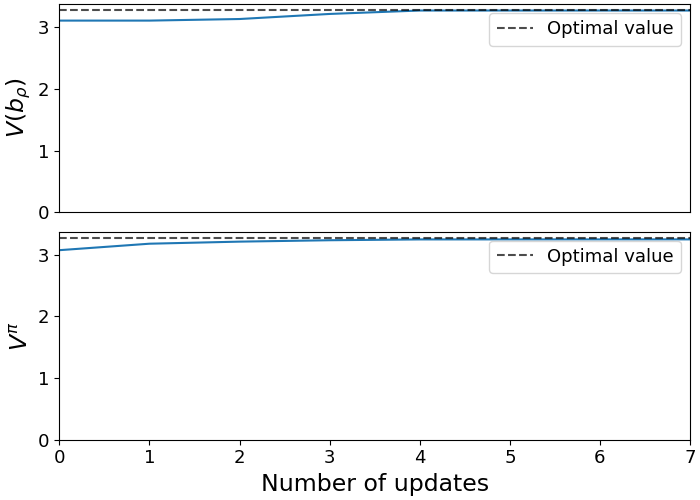 3
2
1
0
V(b_ρ)
Optimal value
3
2
1
0
V^π
Optimal value
0 1 2 3 4 5 6 7
Number of updates